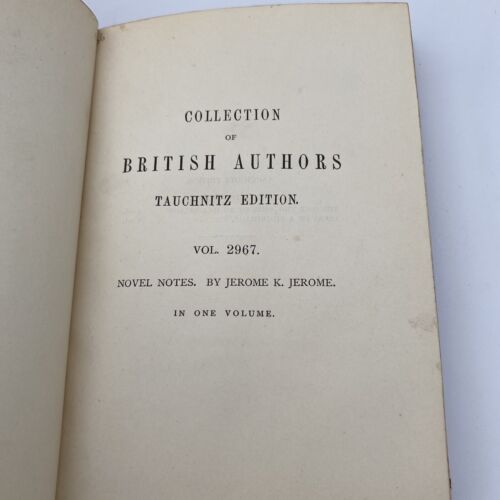 COLLECTION
OF
BRITISH AUTHORS
TAUCHNITZ EDITION.
VOL. 2967.
NOVEL NOTES. BY JEROME K. JEROME.
IN ONE VOLUME.